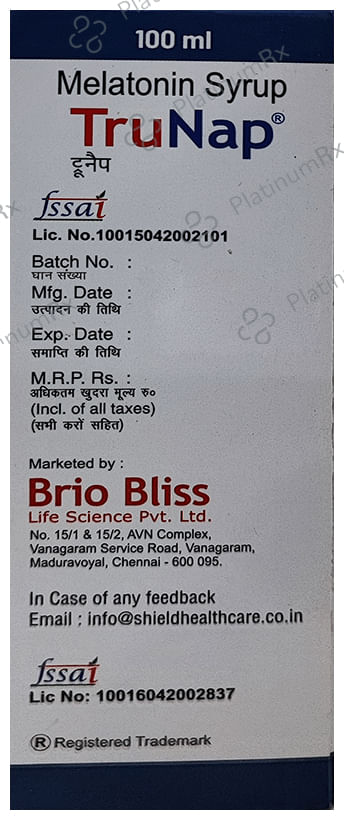 100 ml
Melatonin Syrup
TruNap®
ट्रूनैप
fssai
Lic. No.10015042002101
Batch No. :
घान संख्या
Mfg. Date :
उत्पादन की तिथि
Exp. Date :
समाप्ति की तिथि
M.R.P. Rs. :
अधिकतम खुदरा मूल्य रु०
(Incl. of all taxes)
(सभी करों सहित)
Marketed by :
Brio Bliss
Life Science Pvt. Ltd.
No. 15/1 & 15/2, AVN Complex,
Vanagaram Service Road, Vanagaram,
Maduravoyal, Chennai - 600 095.
In Case of any feedback
Email : info@shieldhealthcare.co.in
fssai
Lic No: 10016042002837
® Registered Trademark
PlatinumRx
PlatinumRx
PlatinumRx